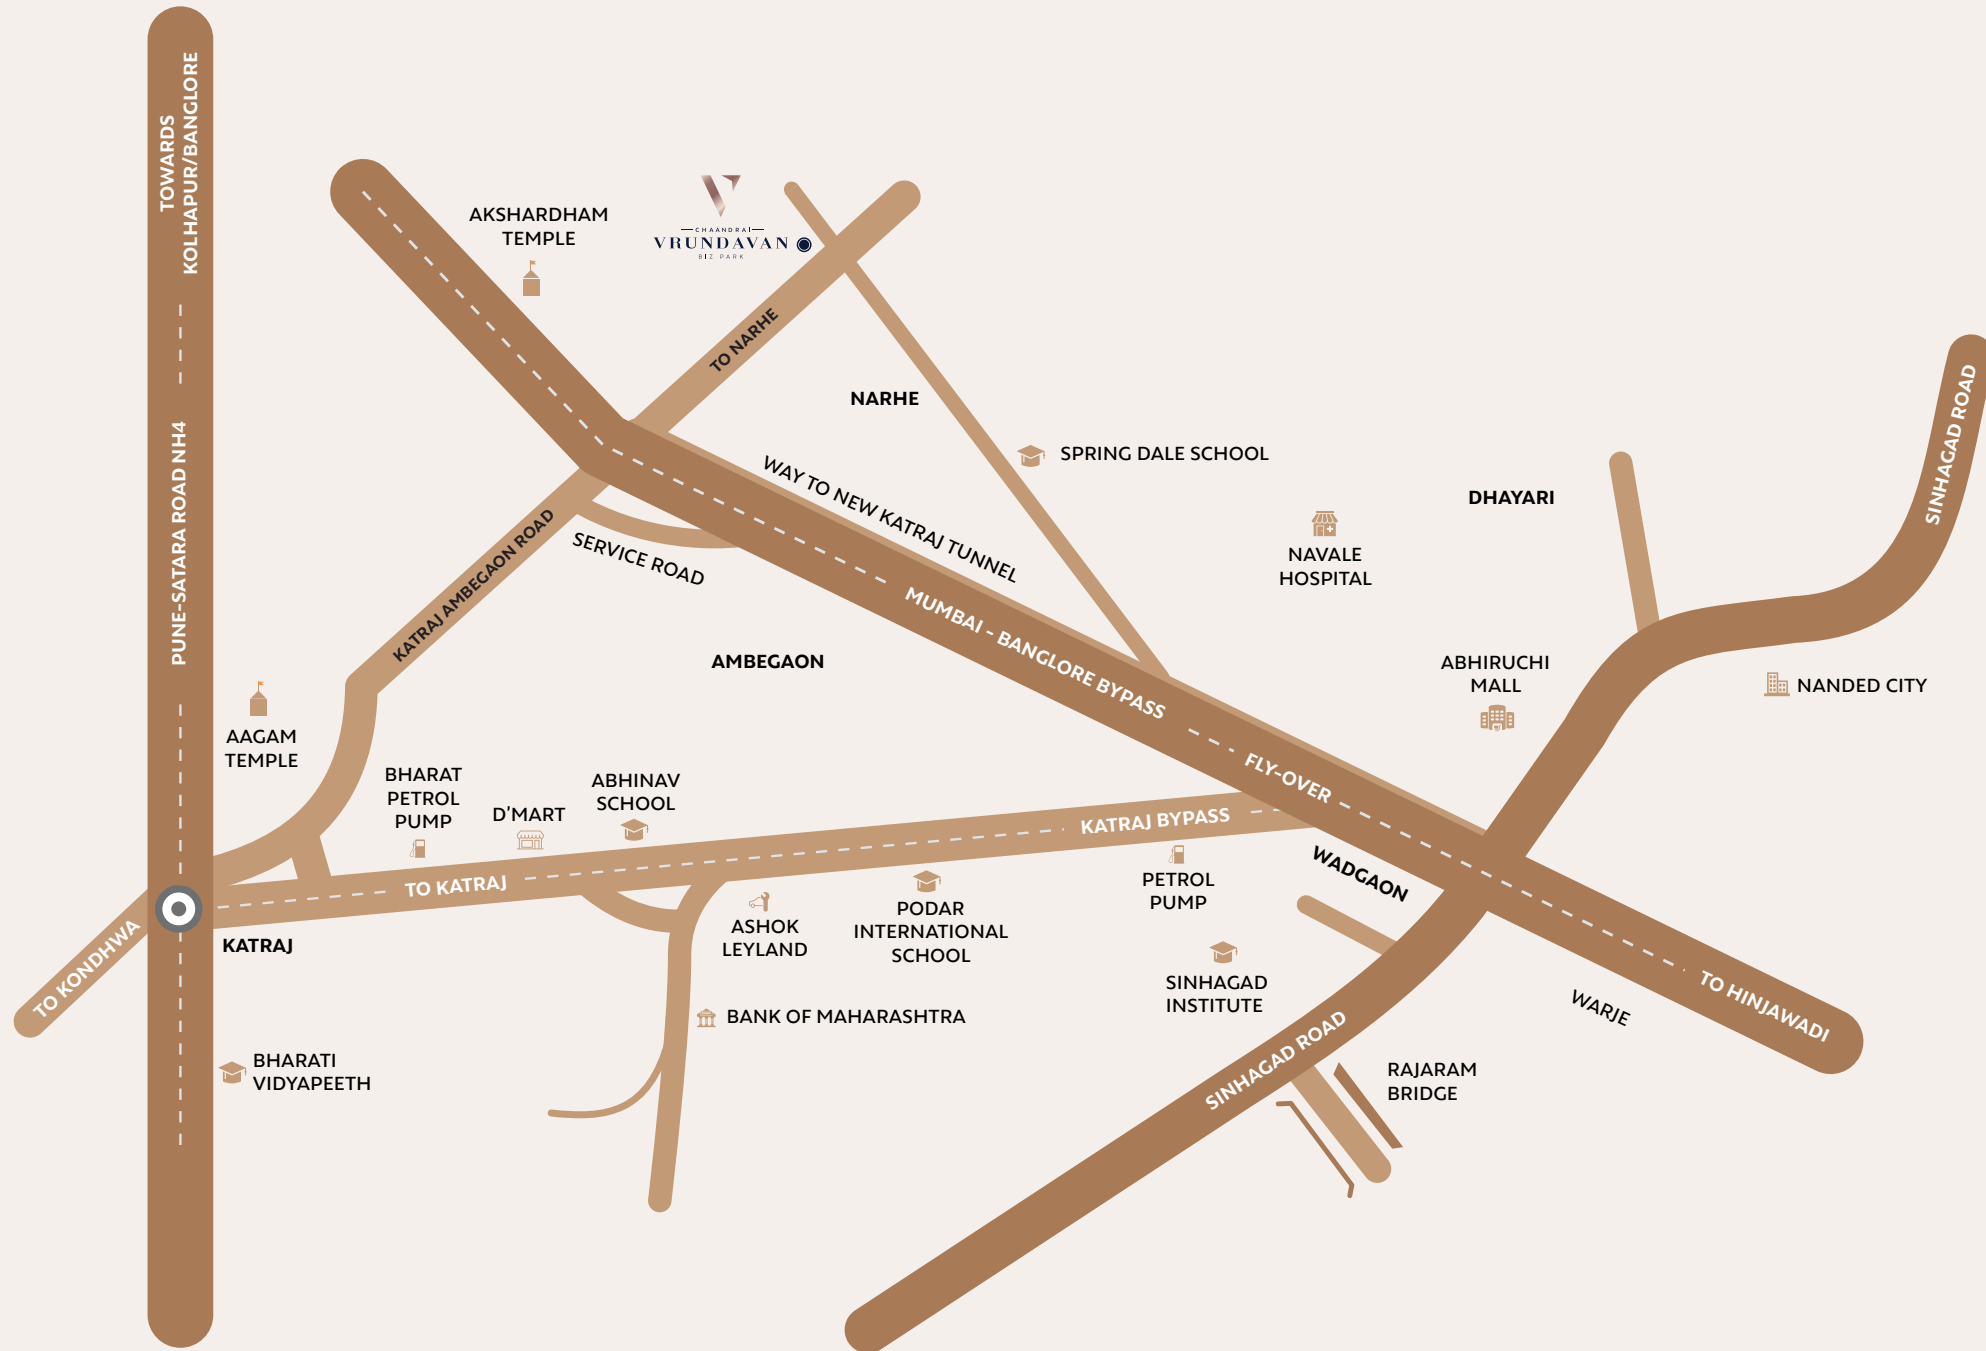 TOWARDS
KOLHAPUR/BANGLORE
PUNE-SATARA ROAD NH4
AKSHARDHAM
TEMPLE
CHAANDRAI
VRUNDAVAN
BIZ PARK
TO NARHE
NARHE
SPRING DALE SCHOOL
WAY TO NEW KATRAJ TUNNEL
SERVICE ROAD
KATRAJ AMBEGAON ROAD
MUMBAI - BANGLORE BYPASS
AMBEGAON
DHAYARI
NAVALE
HOSPITAL
SINHAGAD ROAD
ABHIRUCHI
MALL
NANDED CITY
AAGAM
TEMPLE
BHARAT
PETROL
PUMP
D'MART
ABHINAV
SCHOOL
FLY-OVER
KATRAJ BYPASS
TO KATRAJ
WADGAON
PETROL
PUMP
ASHOK
LEYLAND
PODAR
INTERNATIONAL
SCHOOL
KATRAJ
TO KONDHWA
SINHAGAD
INSTITUTE
TO HINJAWADI
WARJE
BANK OF MAHARASHTRA
BHARATI
VIDYAPEETH
SINHAGAD ROAD
RAJARAM
BRIDGE